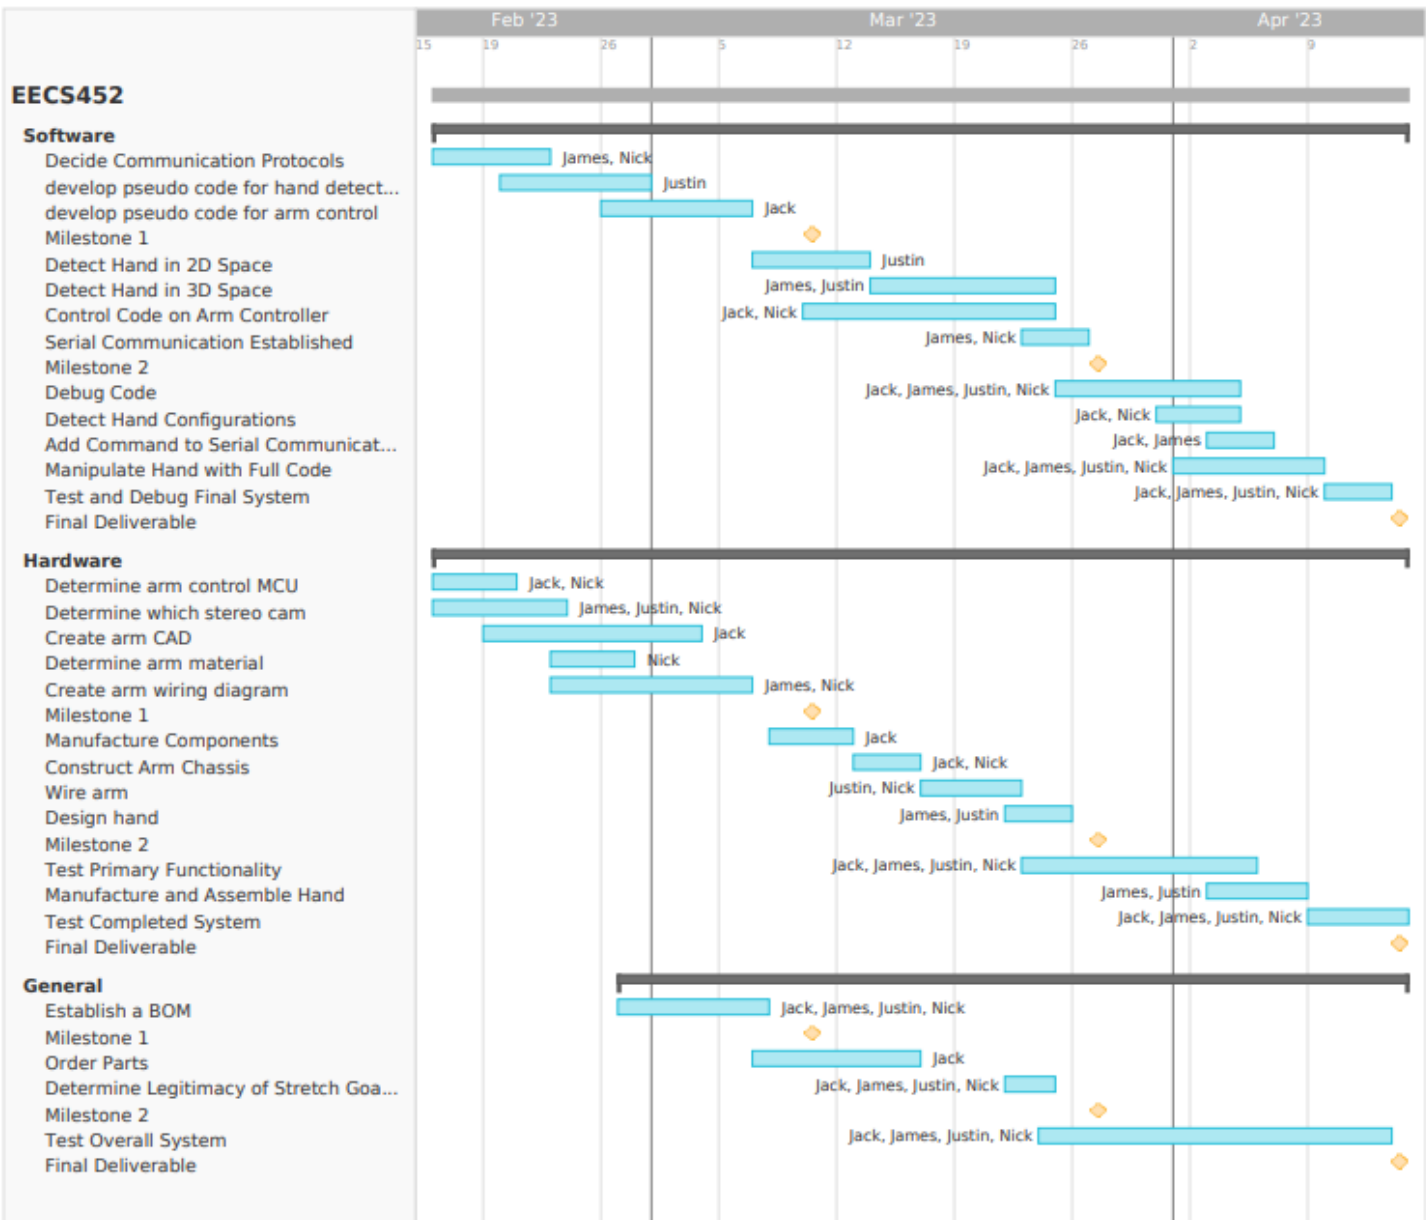 Feb '23 Mar '23 Apr '23
15 19 26 5 12 19 26 2 9
EECS452
Software
Decide Communication Protocols James, Nick
develop pseudo code for hand detect... Justin
develop pseudo code for arm control Jack
Milestone 1
Detect Hand in 2D Space Justin
Detect Hand in 3D Space James, Justin
Control Code on Arm Controller Jack, Nick
Serial Communication Established James, Nick
Milestone 2
Debug Code Jack, James, Justin, Nick
Detect Hand Configurations Jack, Nick
Add Command to Serial Communicat... Jack, James
Manipulate Hand with Full Code Jack, James, Justin, Nick
Test and Debug Final System Jack, James, Justin, Nick
Final Deliverable
Hardware
Determine arm control MCU Jack, Nick
Determine which stereo cam James, Justin, Nick
Create arm CAD Jack
Determine arm material Nick
Create arm wiring diagram James, Nick
Milestone 1
Manufacture Components Jack
Construct Arm Chassis Jack, Nick
Wire arm Justin, Nick
Design hand James, Justin
Milestone 2
Test Primary Functionality Jack, James, Justin, Nick
Manufacture and Assemble Hand James, Justin
Test Completed System Jack, James, Justin, Nick
Final Deliverable
General
Establish a BOM Jack, James, Justin, Nick
Milestone 1
Order Parts Jack
Determine Legitimacy of Stretch Goa... Jack, James, Justin, Nick
Milestone 2
Test Overall System Jack, James, Justin, Nick
Final Deliverable